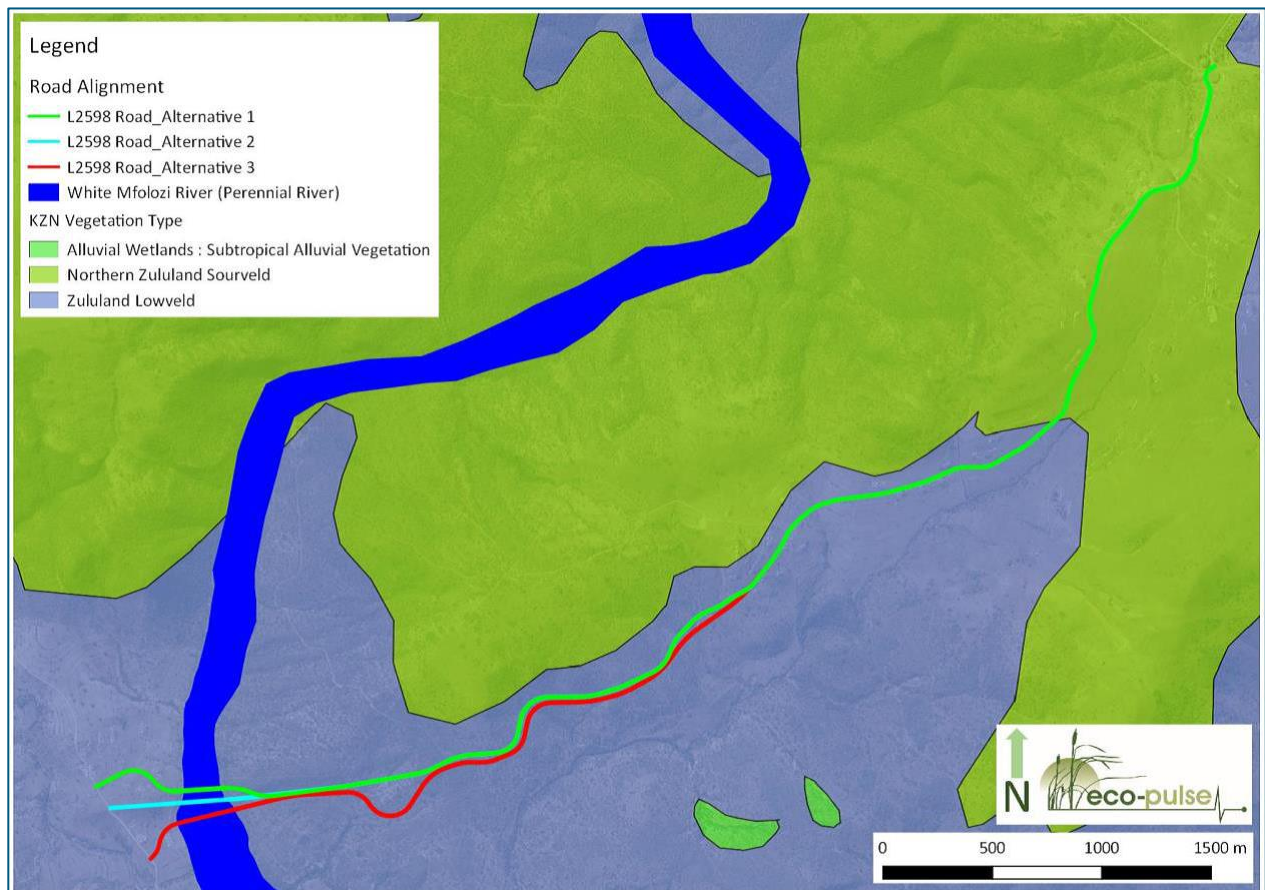 Legend
Road Alignment
L2598 Road_Alternative 1
L2598 Road_Alternative 2
L2598 Road_Alternative 3
White Mfolozi River (Perennial River)
KZN Vegetation Type
Alluvial Wetlands : Subtropical Alluvial Vegetation
Northern Zululand Sourveld
Zululand Lowveld
N
eco-pulse
0 500 1000 1500 m